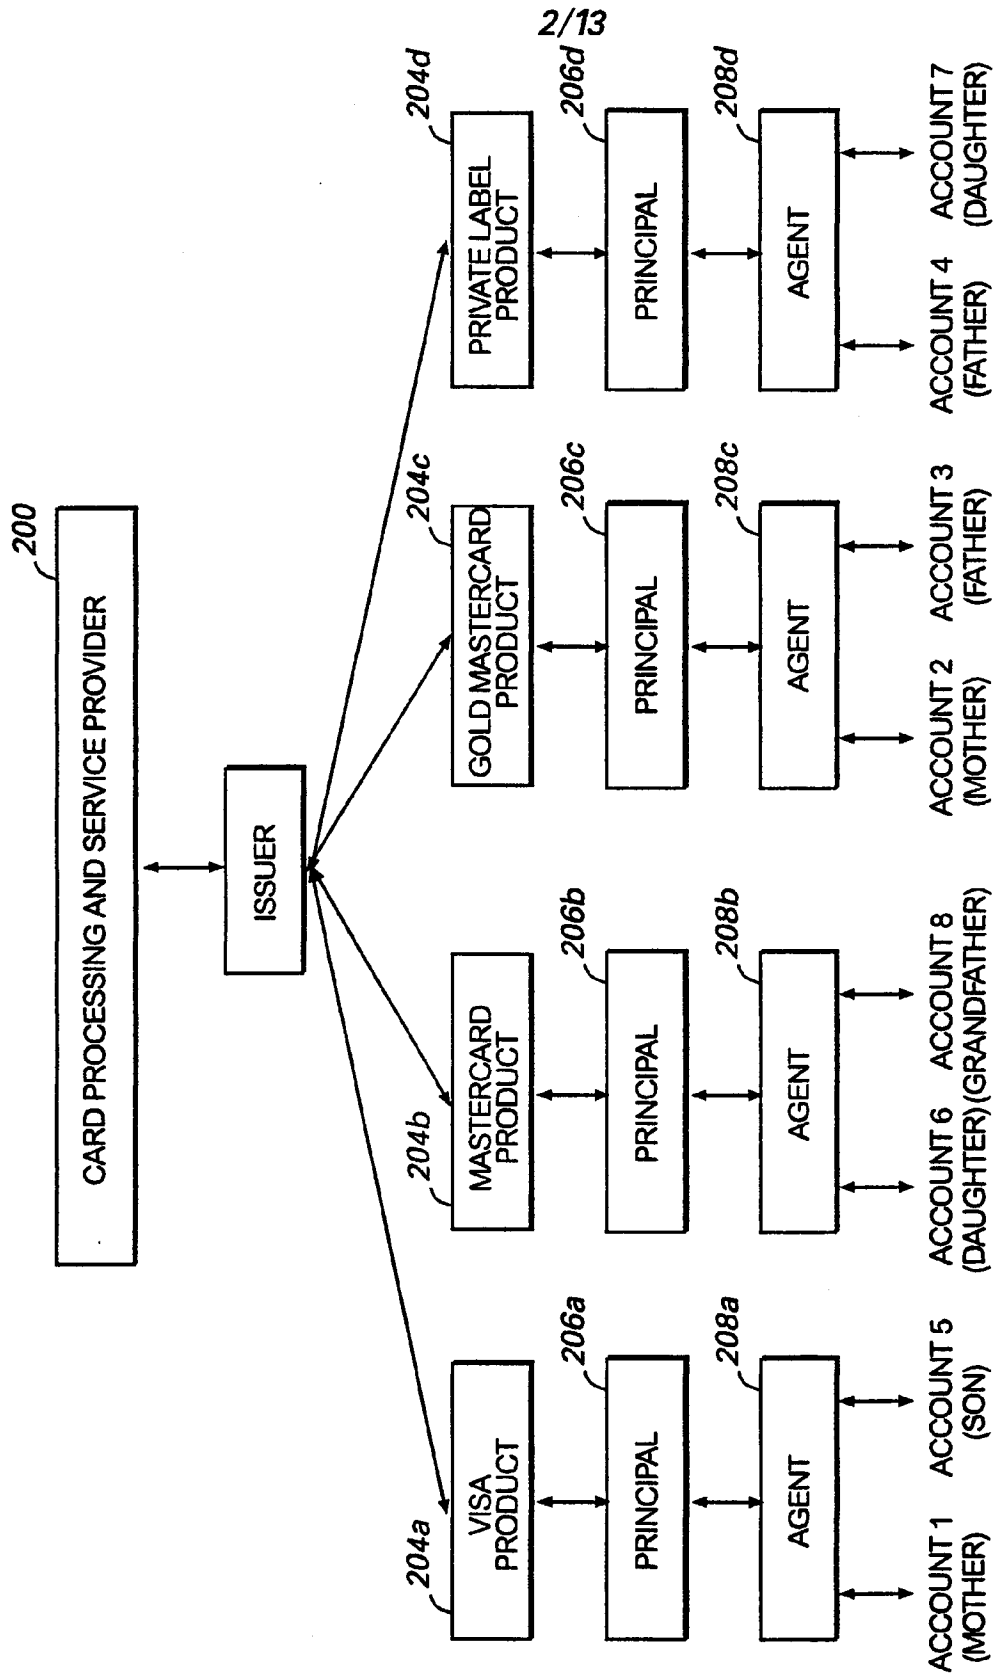 2/13
200
CARD PROCESSING AND SERVICE PROVIDER
ISSUER
204a
VISA
PRODUCT
204b
MASTERCARD
PRODUCT
204c
GOLD MASTERCARD
PRODUCT
204d
PRIVATE LABEL
PRODUCT
206a
PRINCIPAL
206b
PRINCIPAL
206c
PRINCIPAL
206d
PRINCIPAL
208a
AGENT
208b
AGENT
208c
AGENT
208d
AGENT
ACCOUNT 1
(MOTHER)
ACCOUNT 5
(SON)
ACCOUNT 6
(DAUGHTER)
ACCOUNT 8
(GRANDFATHER)
ACCOUNT 2
(MOTHER)
ACCOUNT 3
(FATHER)
ACCOUNT 4
(FATHER)
ACCOUNT 7
(DAUGHTER)